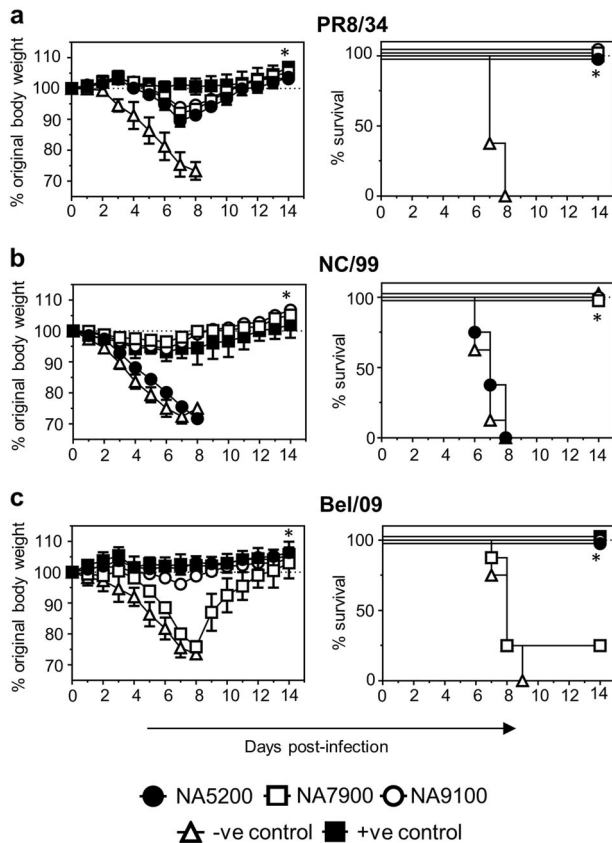 a
PR8/34
% original body weight
110
100
90
80
70
0 2 4 6 8 10 12 14
*
% survival
100
50
0
0 2 4 6 8 10 12 14
*
b
NC/99
% original body weight
110
100
90
80
70
0 2 4 6 8 10 12 14
*
% survival
100
50
0
0 2 4 6 8 10 12 14
*
c
Bel/09
% original body weight
110
100
90
80
70
0 2 4 6 8 10 12 14
*
% survival
100
50
0
0 2 4 6 8 10 12 14
*
Days post-infection
NA5200 NA7900 NA9100
-ve control +ve control